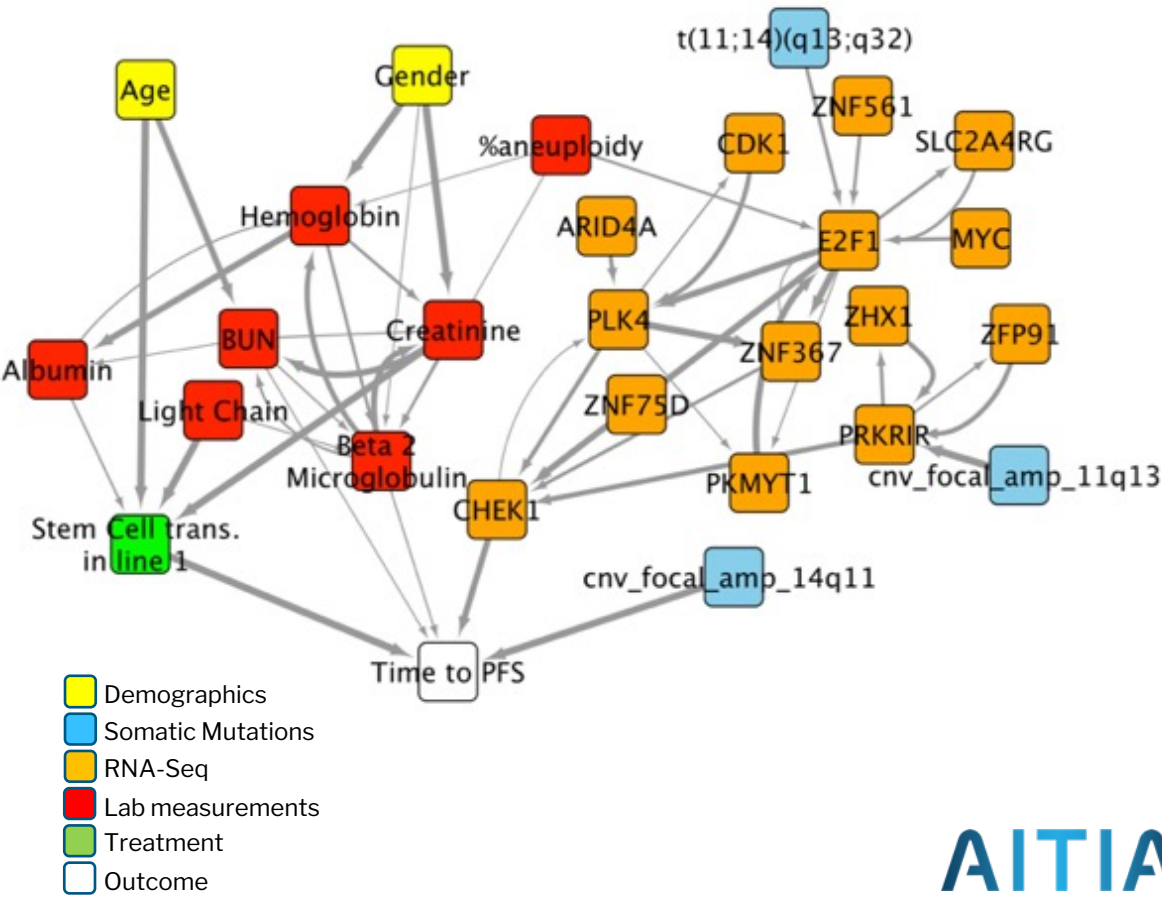 t(11;14)(q13;q32)
Age
Gender
ZNF561
%aneuploidy
CDK1
SLC2A4RG
Hemoglobin
ARID4A
E2F1
MYC
BUN
Creatinine
PLK4
ZHX1
ZFP91
Albumin
ZNF367
Light Chain
ZNF75D
PRKRIR
Beta 2
Microglobulin
PKMYT1
cnv_focal_amp_11q13
CHEK1
Stem Cell trans.
in line 1
cnv_focal_amp_14q11
Time to PFS
Demographics
Somatic Mutations
RNA-Seq
Lab measurements
Treatment
Outcome
AITIA